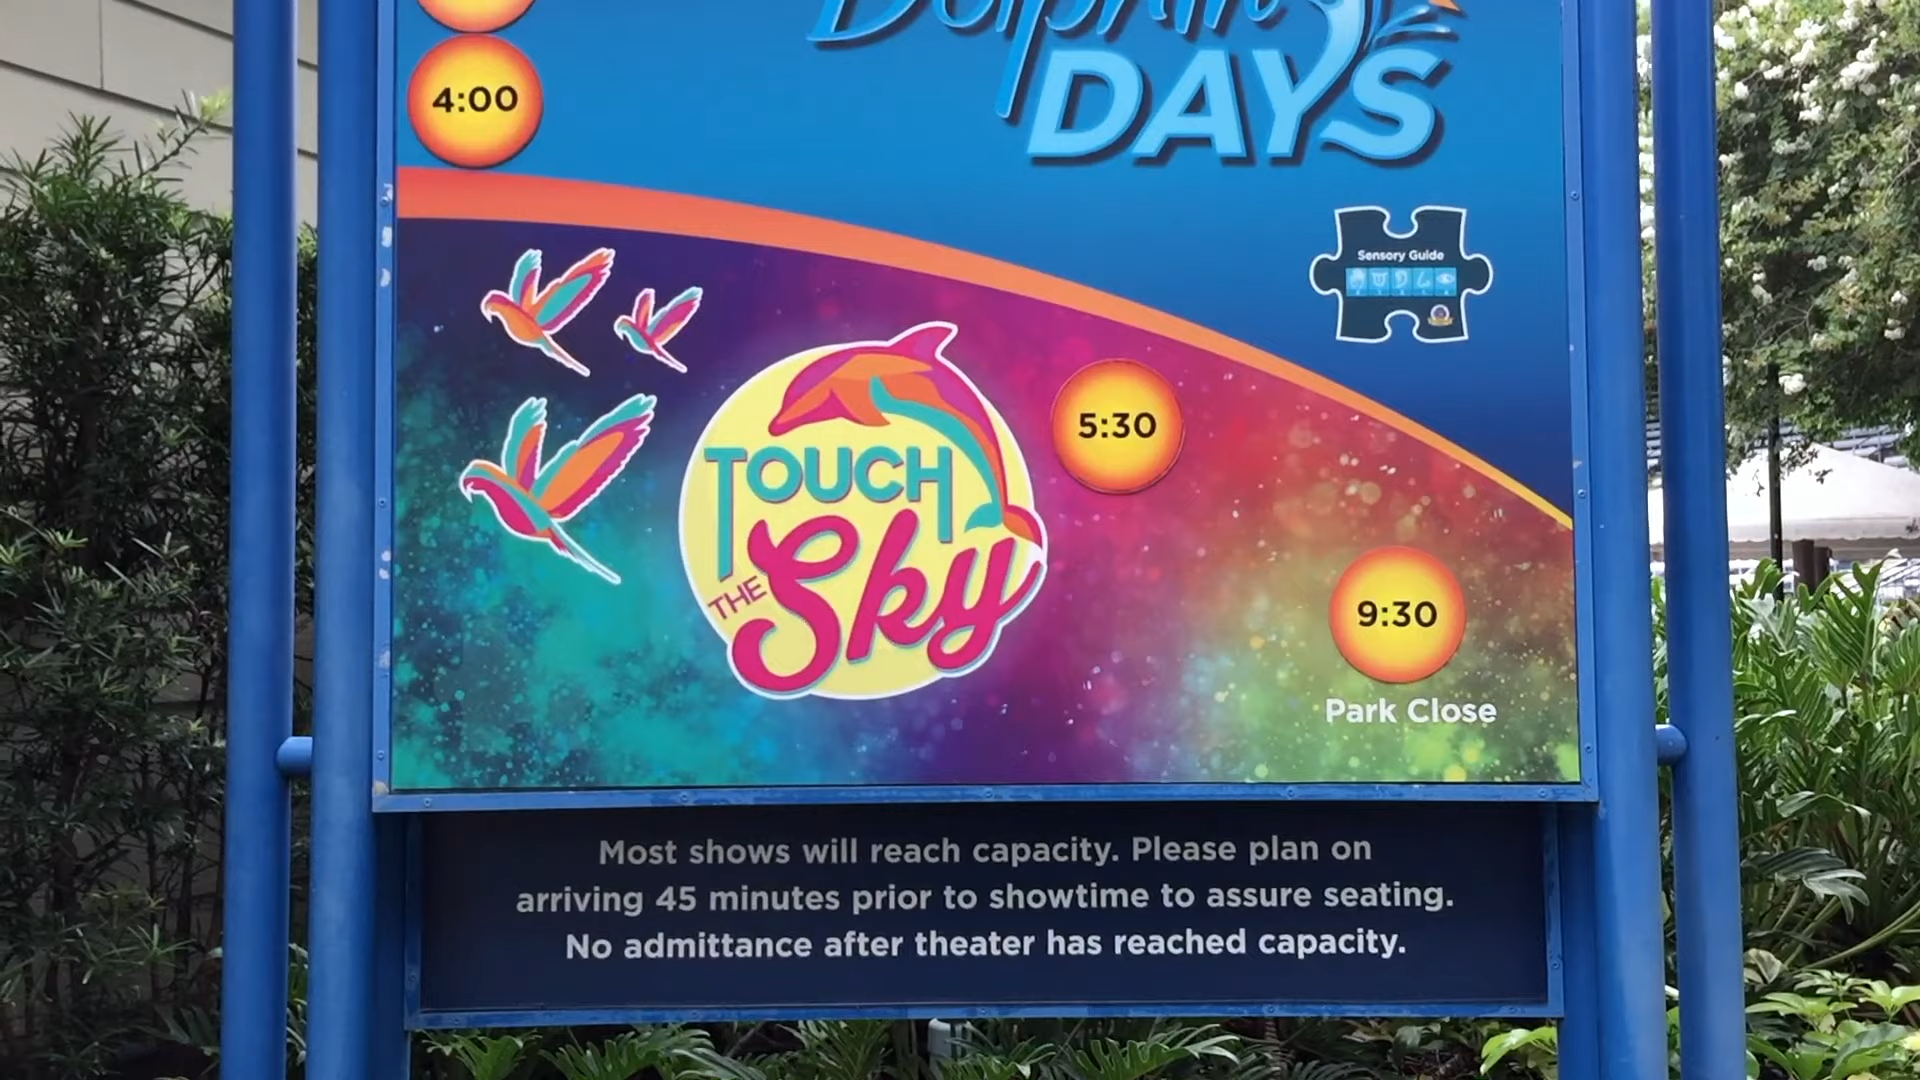 Dolphin
DAYS
4:00
Sensory Guide
TOUCH
THE
Sky
5:30
9:30
Park Close
Most shows will reach capacity. Please plan on
arriving 45 minutes prior to showtime to assure seating.
No admittance after theater has reached capacity.